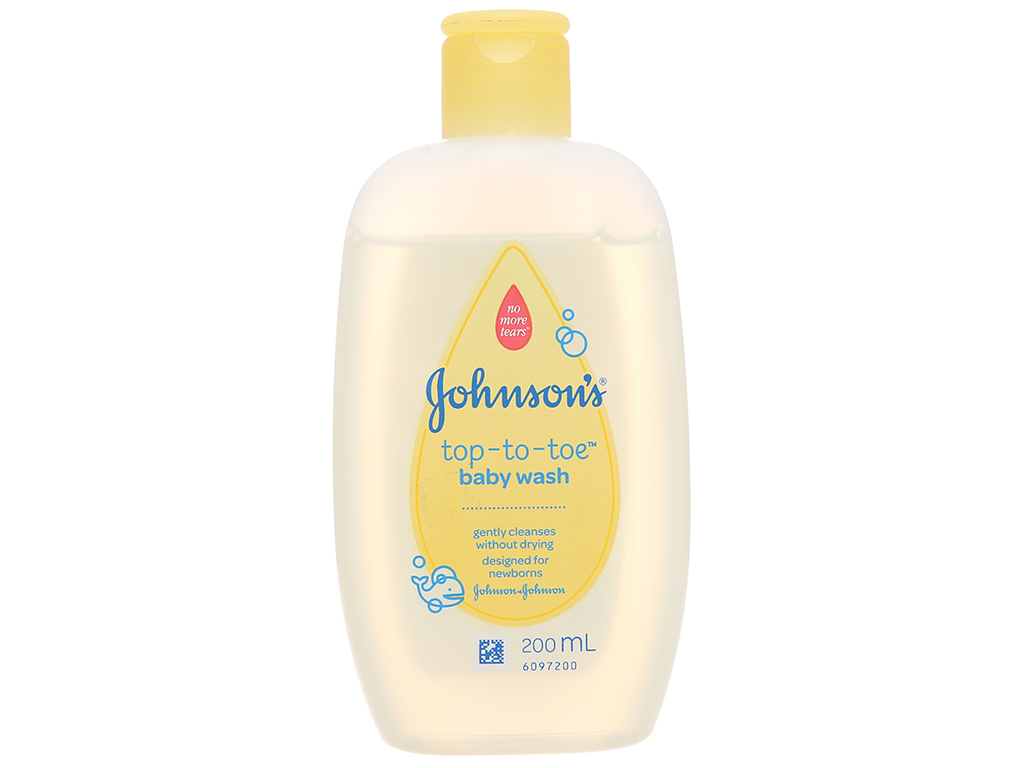 no
more
tears®
Johnson's®
top-to-toe™
baby wash
gently cleanses
without drying
designed for
newborns
Johnson & Johnson
200 mL
6097200